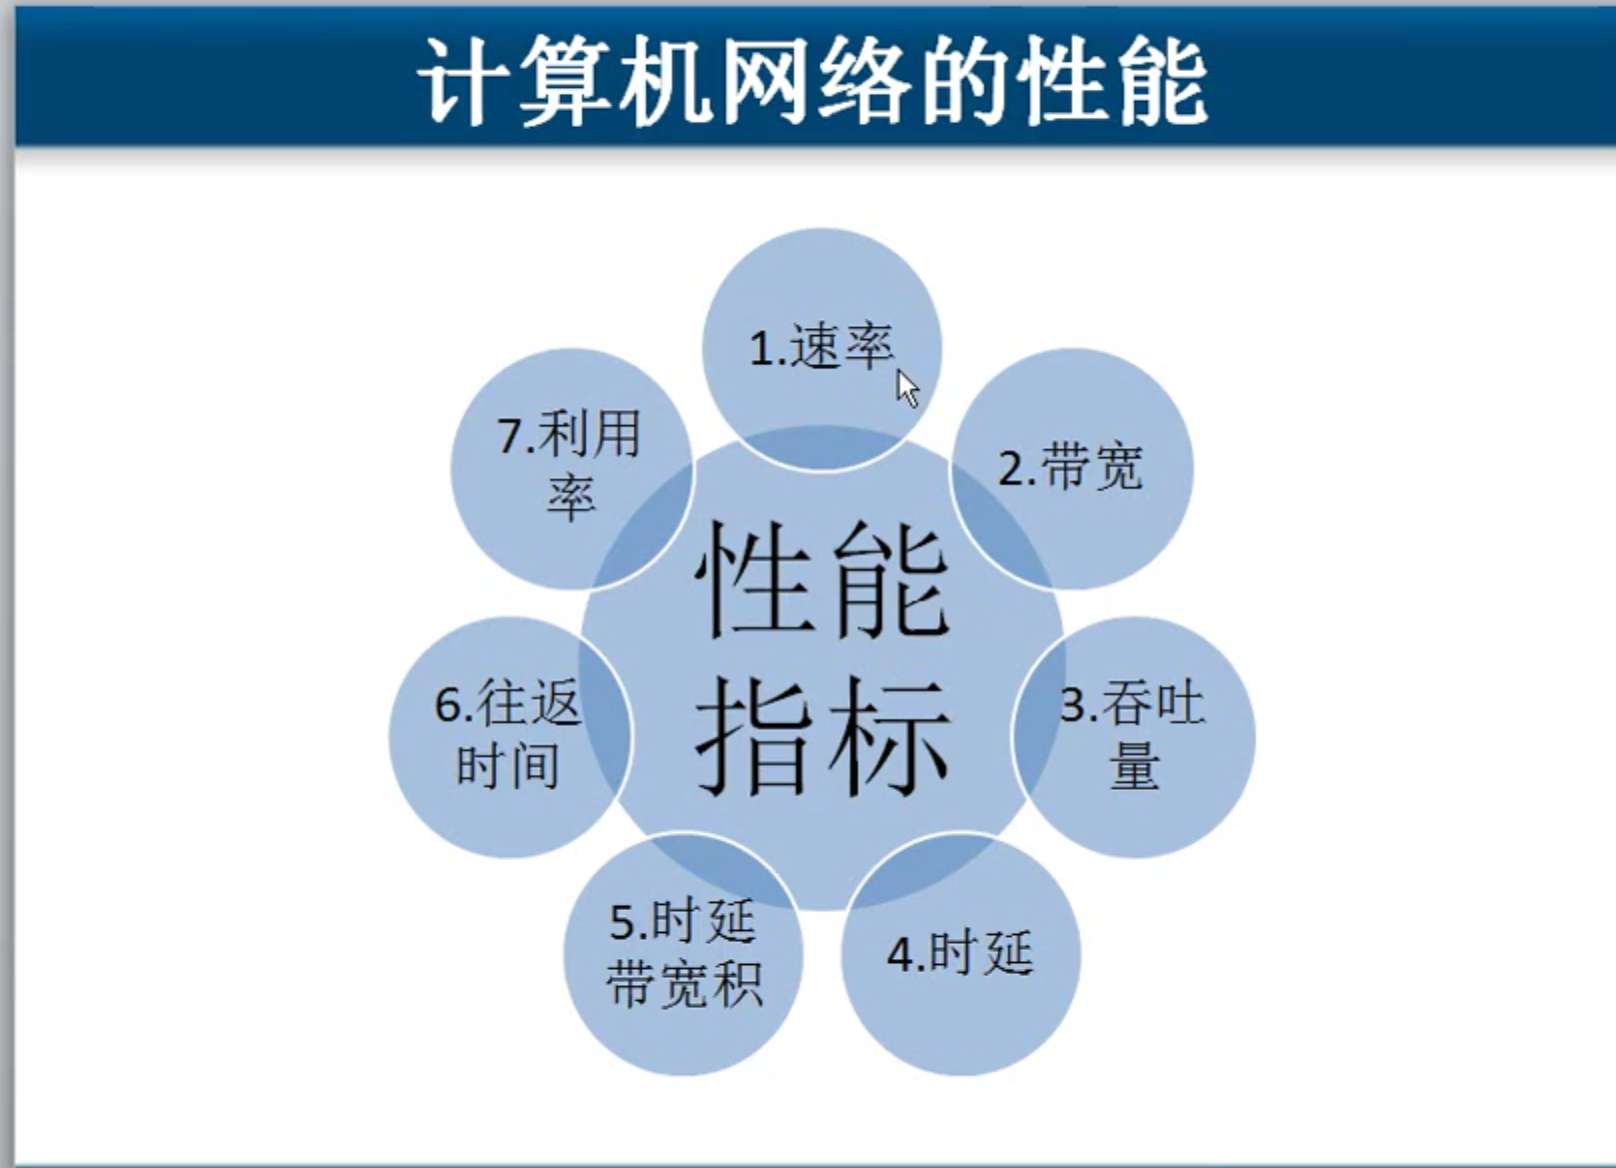 计算机网络的性能
1.速率
2.带宽
3.吞吐
量
4.时延
5.时延
带宽积
6.往返
时间
7.利用
率
性能
指标